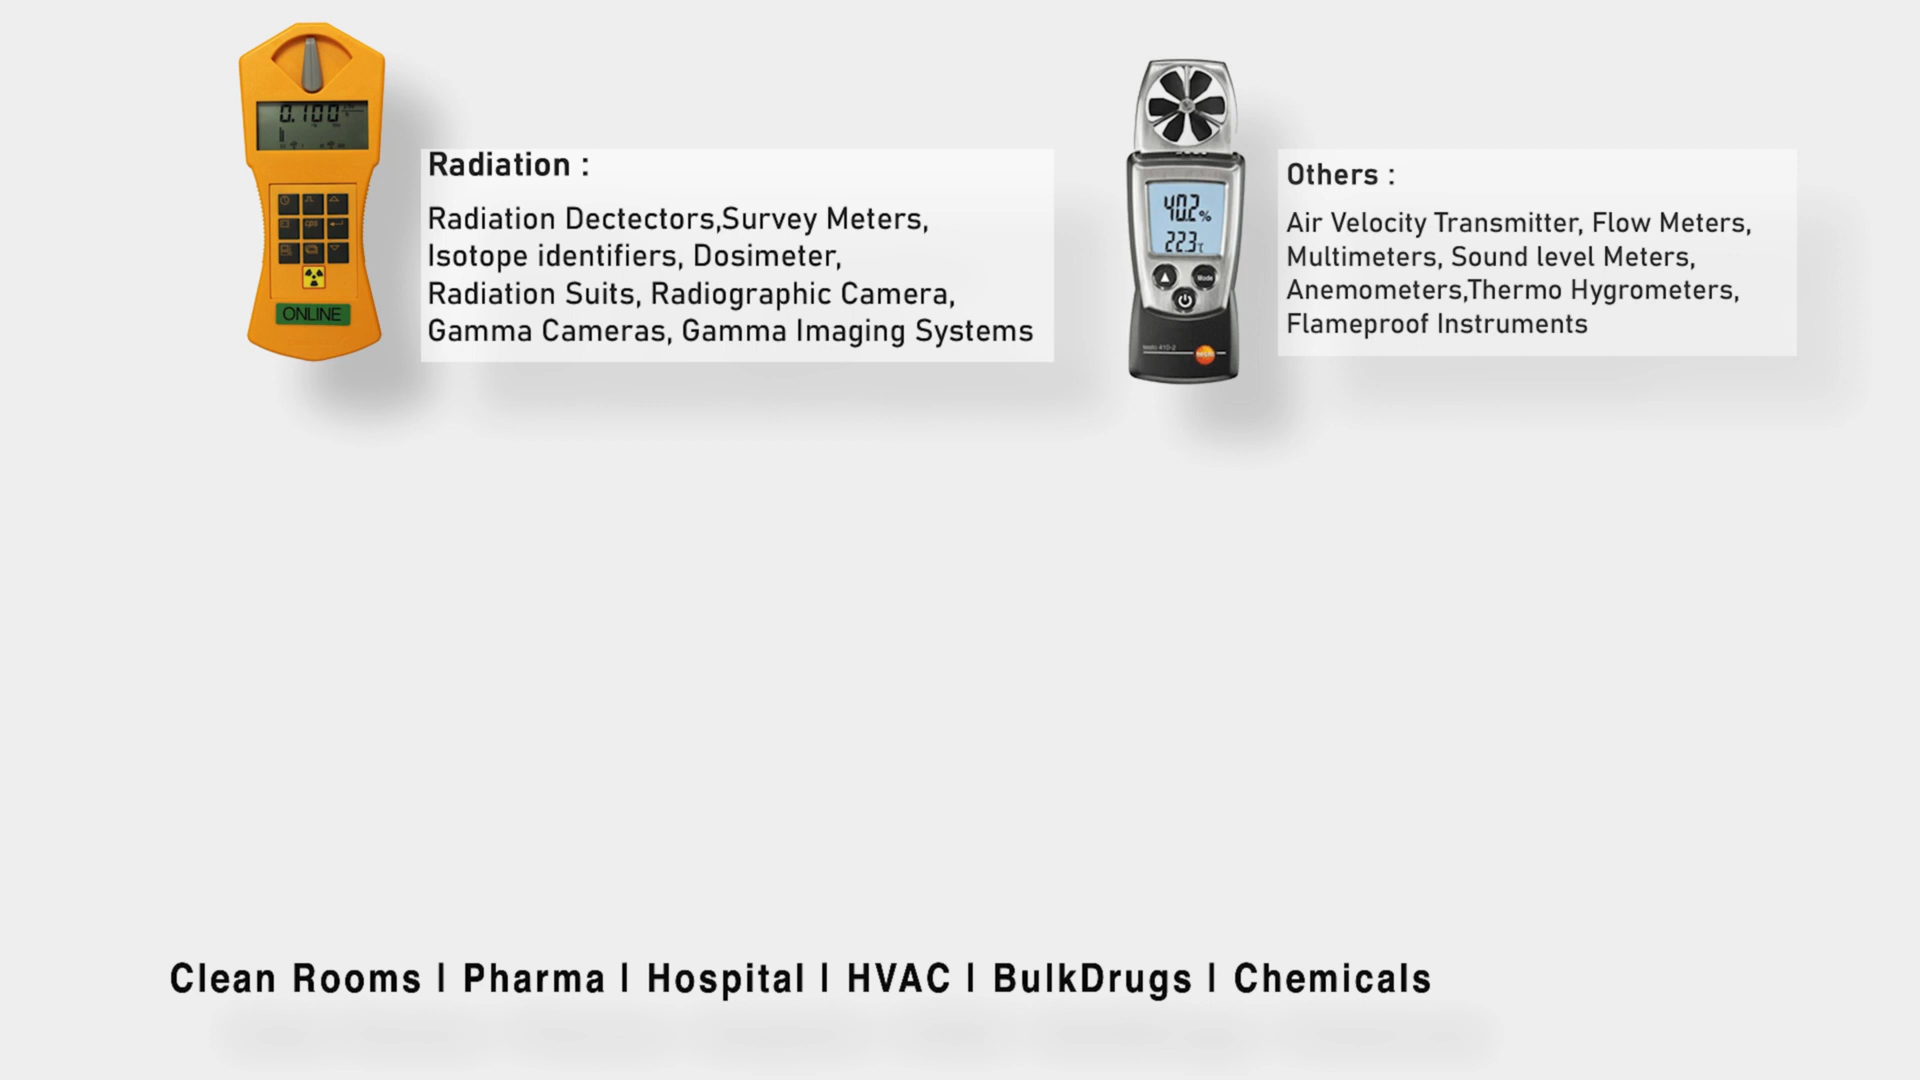 0.100
ONLINE
Radiation :
Radiation Dectectors,Survey Meters,
Isotope identifiers, Dosimeter,
Radiation Suits, Radiographic Camera,
Gamma Cameras, Gamma Imaging Systems
40.2%
22.3
Mode
testo 410-2
Others :
Air Velocity Transmitter, Flow Meters,
Multimeters, Sound level Meters,
Anemometers,Thermo Hygrometers,
Flameproof Instruments
Clean Rooms | Pharma | Hospital | HVAC | BulkDrugs | Chemicals